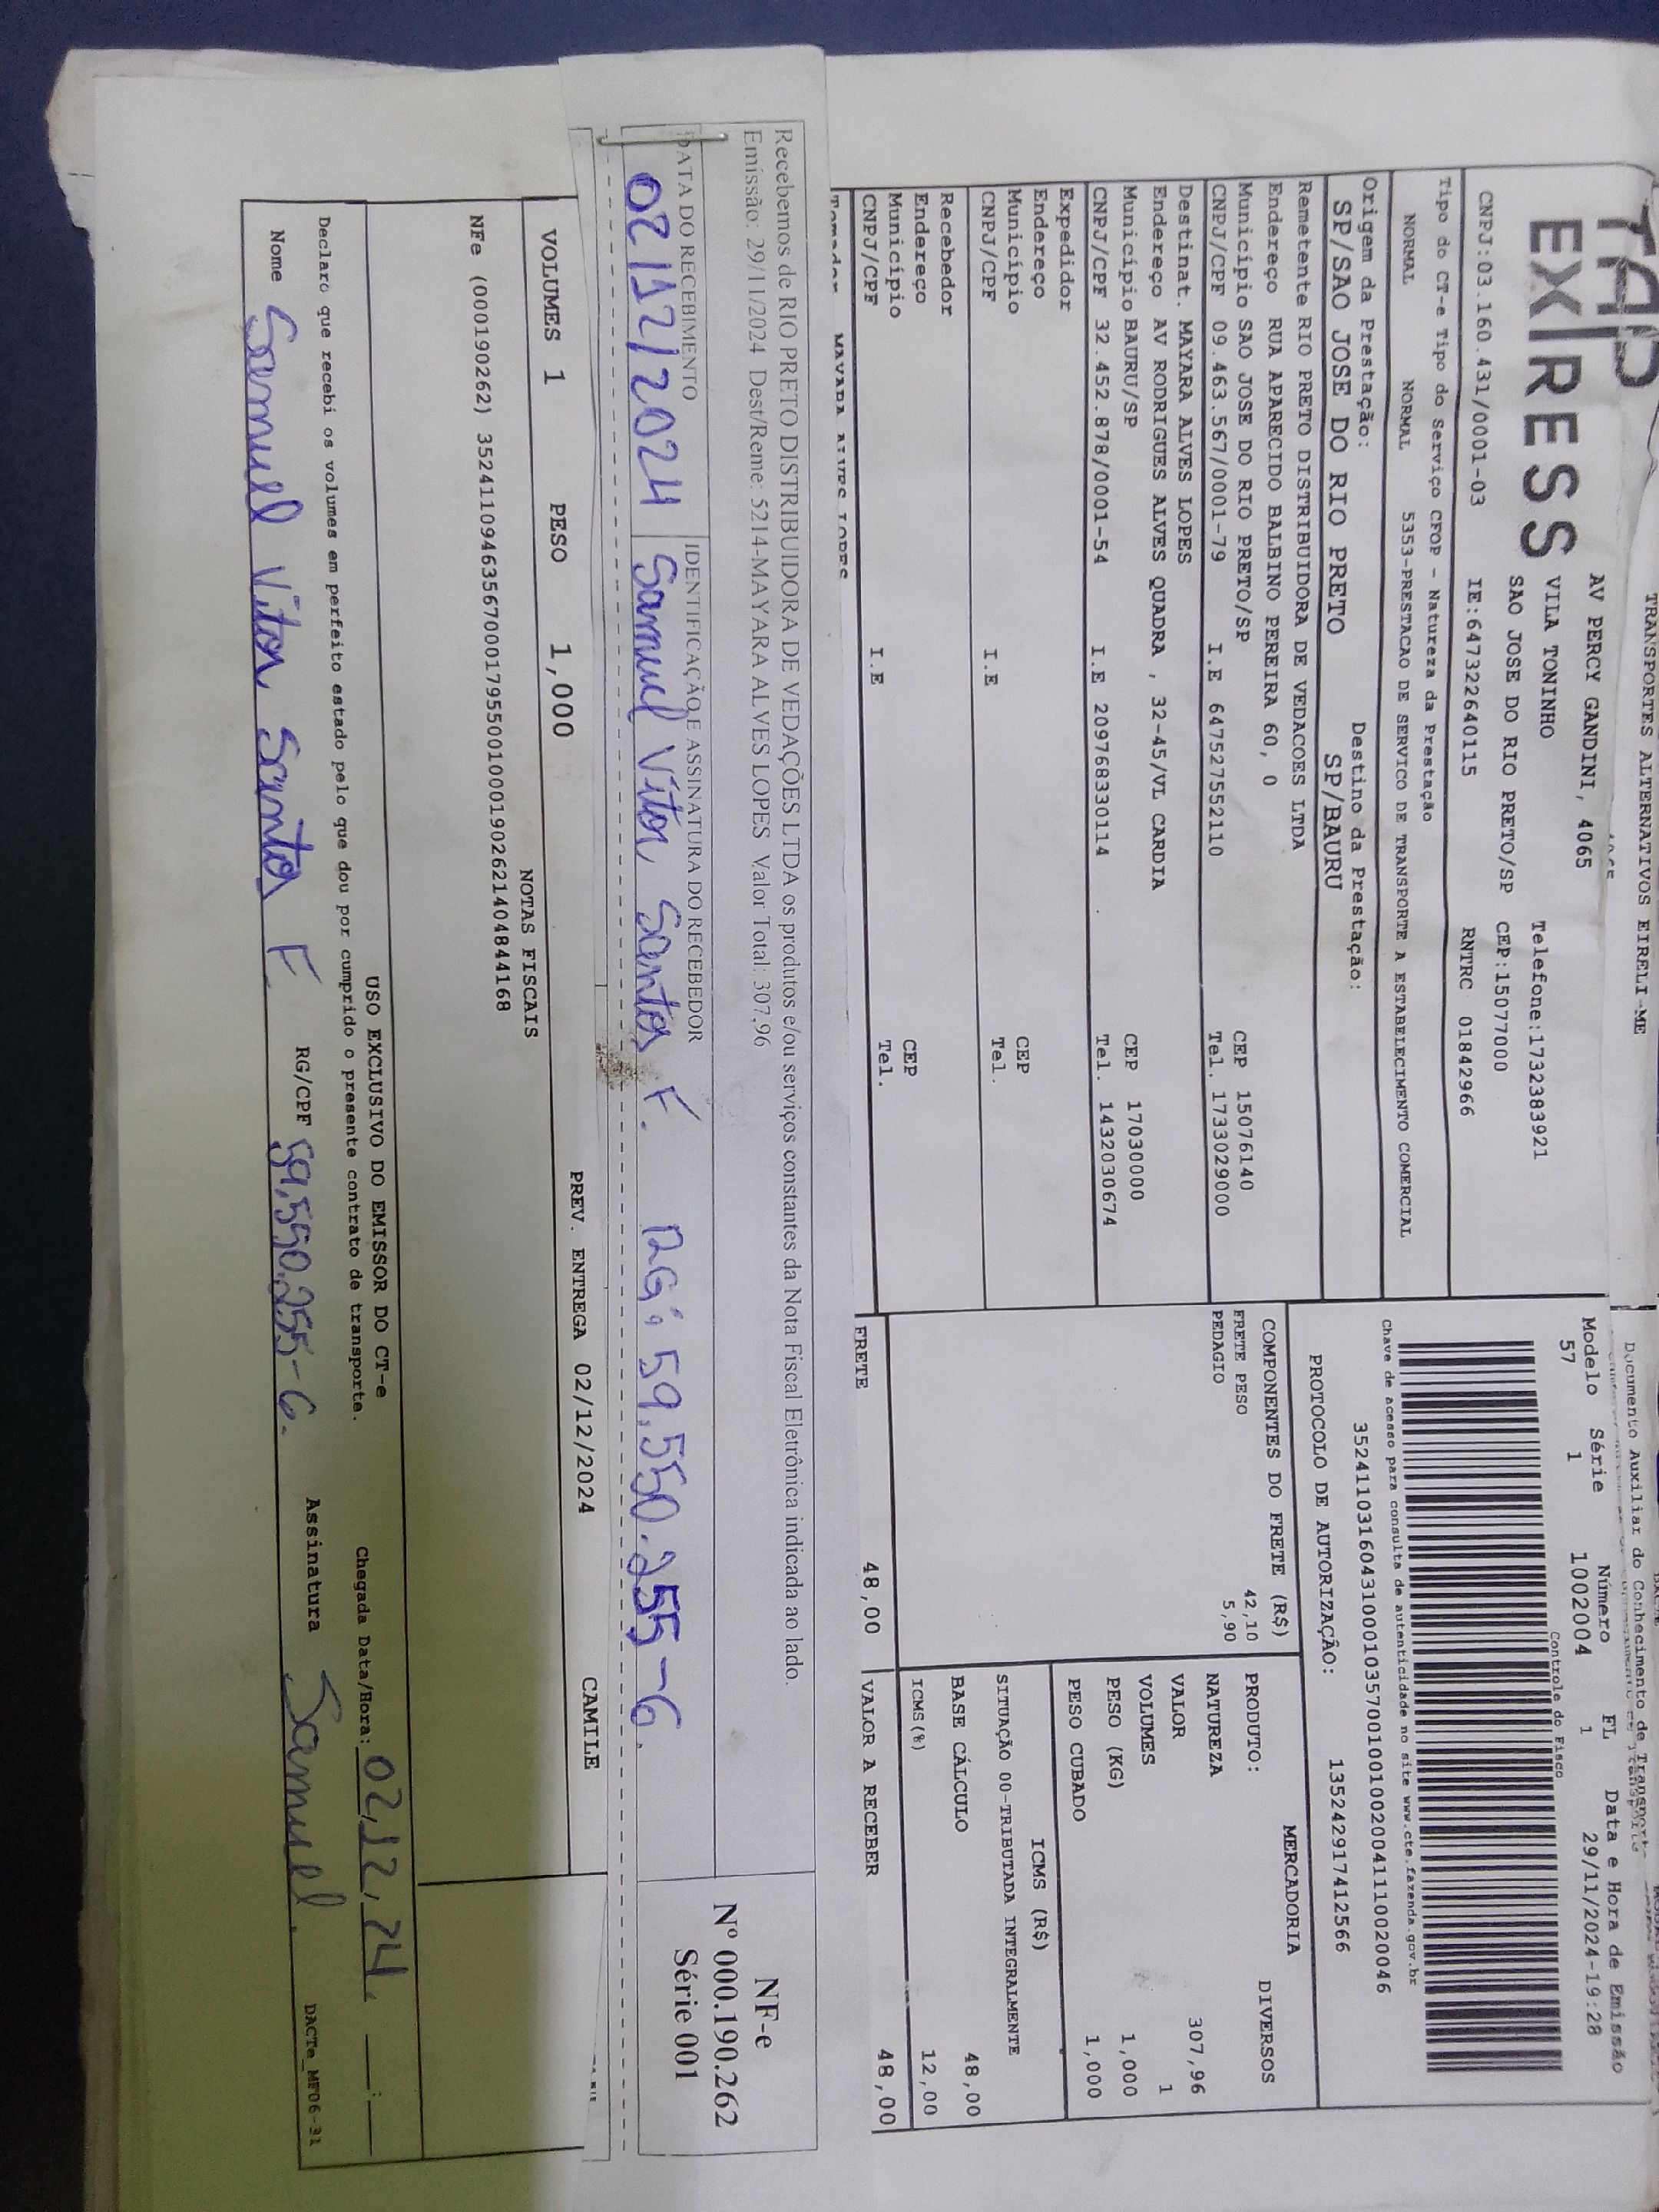 TRANSPORTES ALTERNATIVOS EIRELI-ME
TAP
EXPRESS
AV PERCY GANDINI, 4065
VILA TONINHO
SAO JOSE DO RIO PRETO/SP CEP:15077000
Telefone:1732383921
CNPJ:03.160.431/0001-03 IE:647322640115 RNTRC 01842966
Documento Auxiliar do Conhecimento de Transporte
Modelo Série Número FL Data e Hora de Emissão
57 1 1002004 1 29/11/2024-19:28
Controle do Fisco
Chave de acesso para consulta de autenticidade no site www.cte.fazenda.gov.br
35241103160431000103570010010020041110020046
PROTOCOLO DE AUTORIZAÇÃO: 135242917412566
Tipo do CT-e Tipo do Serviço CFOP - Natureza da Prestação
NORMAL NORMAL 5353-PRESTACAO DE SERVICO DE TRANSPORTE A ESTABELECIMENTO COMERCIAL
Origem da Prestação: Destino da Prestação:
SP/SAO JOSE DO RIO PRETO SP/BAURU
Remetente RIO PRETO DISTRIBUIDORA DE VEDACOES LTDA
Endereço RUA APARECIDO BALBINO PEREIRA 60, 0
Município SAO JOSE DO RIO PRETO/SP CEP 15076140
CNPJ/CPF 09.463.567/0001-79 I.E 647527552110 Tel. 1733029000
Destinat. MAYARA ALVES LOPES
Endereço AV RODRIGUES ALVES QUADRA , 32-45/VL CARDIA
Município BAURU/SP CEP 17030000
CNPJ/CPF. 32.452.878/0001-54 I.E 209768330114 Tel. 1432030674
Expedidor
Endereço
Município CEP
CNPJ/CPF I.E Tel.
Recebedor
Endereço
Município CEP
CNPJ/CPF I.E Tel.
MAYARA ALVES LOPES
COMPONENTES DO FRETE (R$)
FRETE PESO 42,10
PEDAGIO 5,90
FRETE 48,00
MERCADORIA
PRODUTO: DIVERSOS
NATUREZA
VALOR 307,96
VOLUMES 1
PESO (KG) 1,000
PESO CUBADO 1,000
ICMS (R$)
SITUAÇÃO 00-TRIBUTADA INTEGRALMENTE
BASE CÁLCULO 48,00
ICMS(%) 12,00
VALOR A RECEBER 48,00
Recebemos de RIO PRETO DISTRIBUIDORA DE VEDAÇÕES LTDA os produtos e/ou serviços constantes da Nota Fiscal Eletrônica indicada ao lado.
Emissão: 29/11/2024 Dest/Reme: 5214-MAYARA ALVES LOPES Valor Total: 307,96
DATA DO RECEBIMENTO IDENTIFICAÇÃO E ASSINATURA DO RECEBEDOR
02/12/2024 Samuel Vitor Santos F. RG: 59.550.255-6.
NF-e
Nº 000.190.262
Série 001
PREV. ENTREGA 02/12/2024 CAMILE
VOLUMES 1 PESO 1,000
NOTAS FISCAIS
NFe (000190262) 35241109463567000179550010001902621404844168
USO EXCLUSIVO DO EMISSOR DO CT-e
Declaro que recebi os volumes em perfeito estado pelo que dou por cumprido o presente contrato de transporte.
Chegada Data/Hora: 02,12,24. __:__
Nome Samuel Vitor Santos F RG/CPF 59.550.255-6. Assinatura Samuel.
DACTe_MF06-31